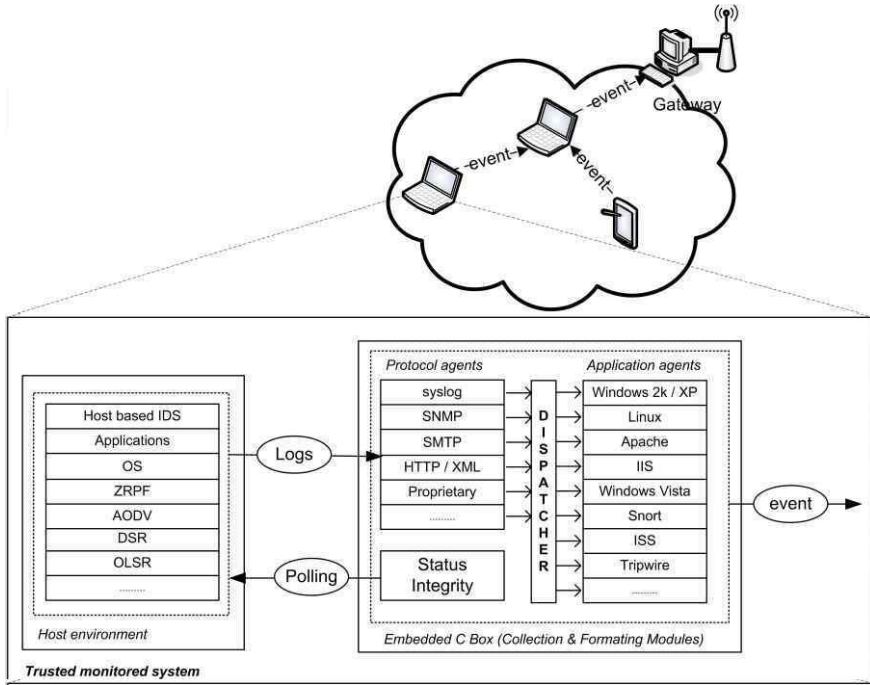 event
Gateway
event
event
Protocol agents
Application agents
Host based IDS
Applications
OS
ZRPF
AODV
DSR
OLSR
.........
Host environment
Logs
Polling
syslog
SNMP
SMTP
HTTP / XML
Proprietary
.........
Status
Integrity
DISPATCHER
Windows 2k / XP
Linux
Apache
IIS
Windows Vista
Snort
ISS
Tripwire
.........
event
Embedded C Box (Collection & Formating Modules)
Trusted monitored system